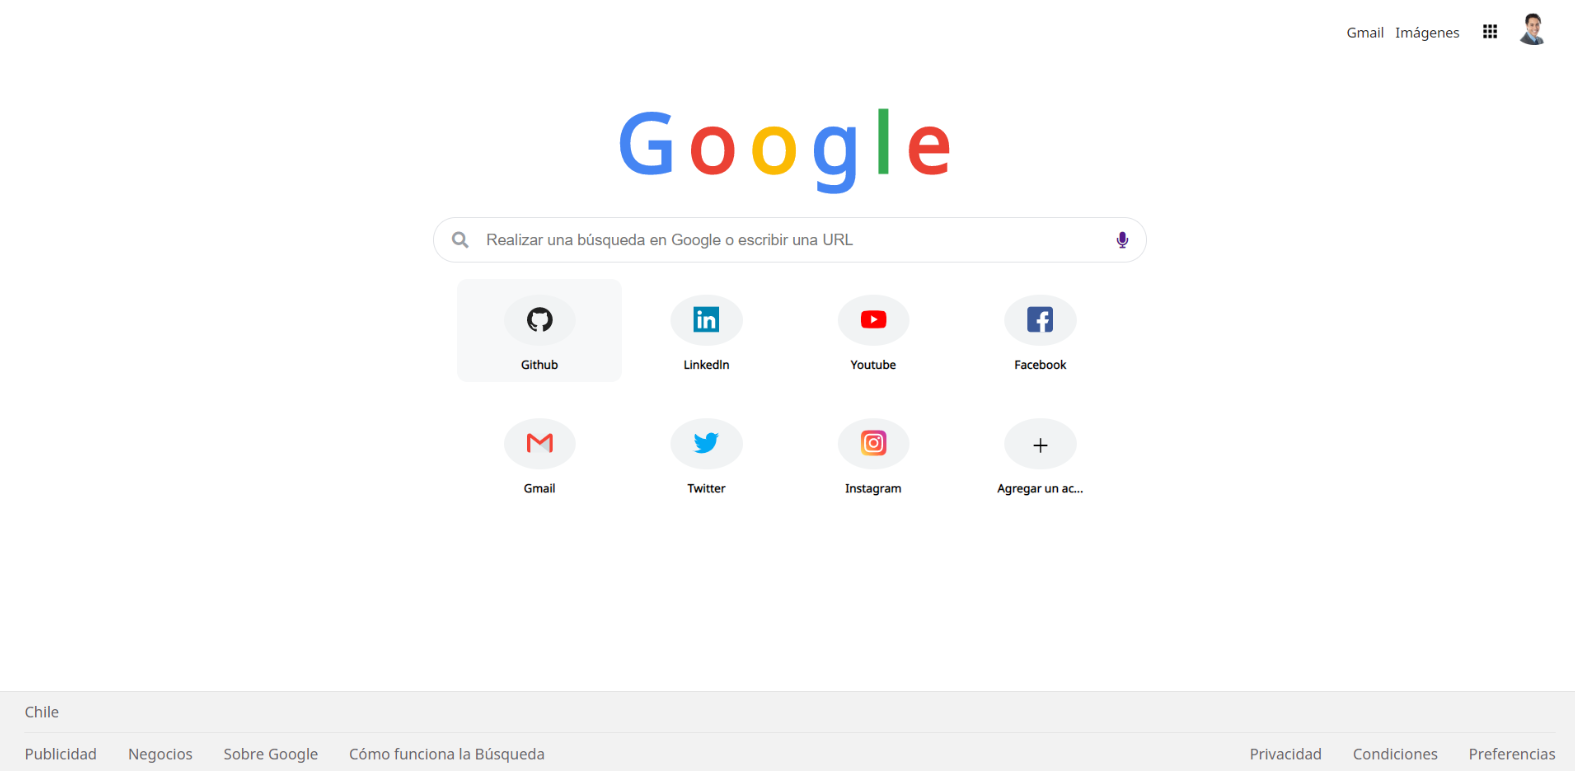 Gmail Imágenes
Google
Realizar una búsqueda en Google o escribir una URL
Github LinkedIn Youtube Facebook
Gmail Twitter Instagram Agregar un ac...
Chile
Publicidad Negocios Sobre Google Cómo funciona la Búsqueda Privacidad Condiciones Preferencias